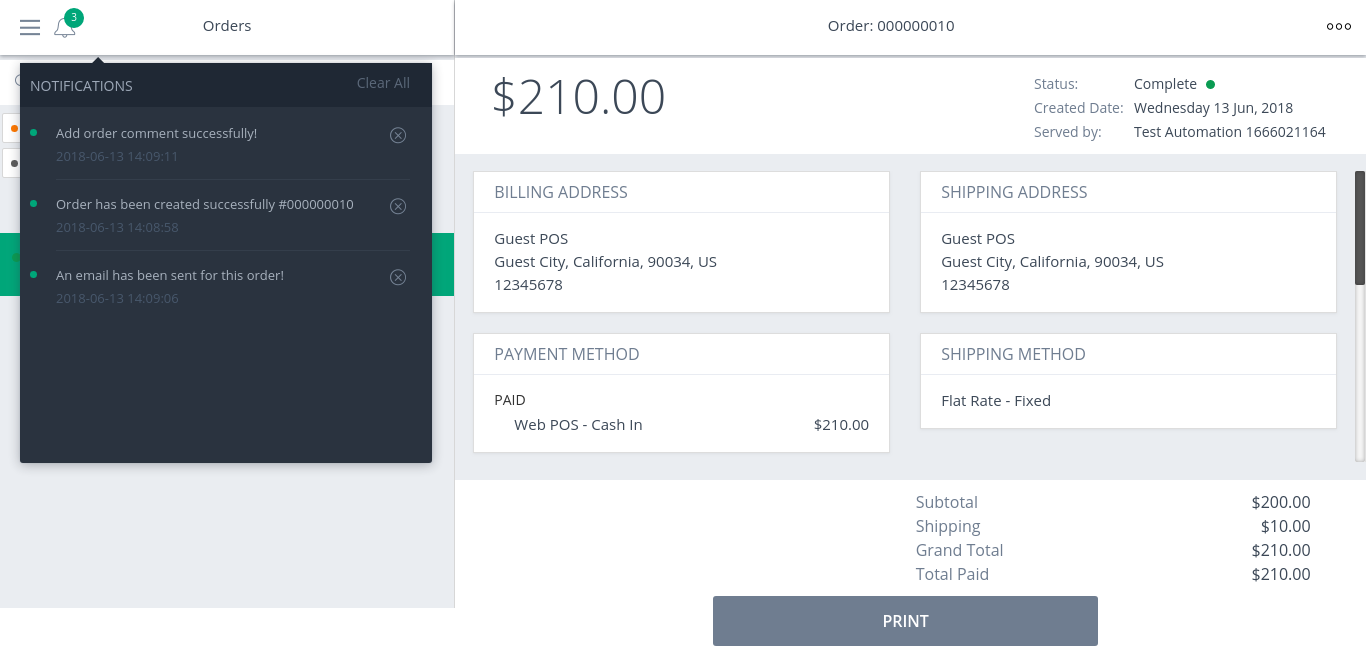 3
Orders
NOTIFICATIONS
Clear All
Add order comment successfully!
2018-06-13 14:09:11
Order has been created successfully #000000010
2018-06-13 14:08:58
An email has been sent for this order!
2018-06-13 14:09:06
Order: 000000010
$210.00
Status: Complete
Created Date: Wednesday 13 Jun, 2018
Served by: Test Automation 1666021164
BILLING ADDRESS
Guest POS
Guest City, California, 90034, US
12345678
SHIPPING ADDRESS
Guest POS
Guest City, California, 90034, US
12345678
PAYMENT METHOD
PAID
Web POS - Cash In $210.00
SHIPPING METHOD
Flat Rate - Fixed
Subtotal $200.00
Shipping $10.00
Grand Total $210.00
Total Paid $210.00
PRINT